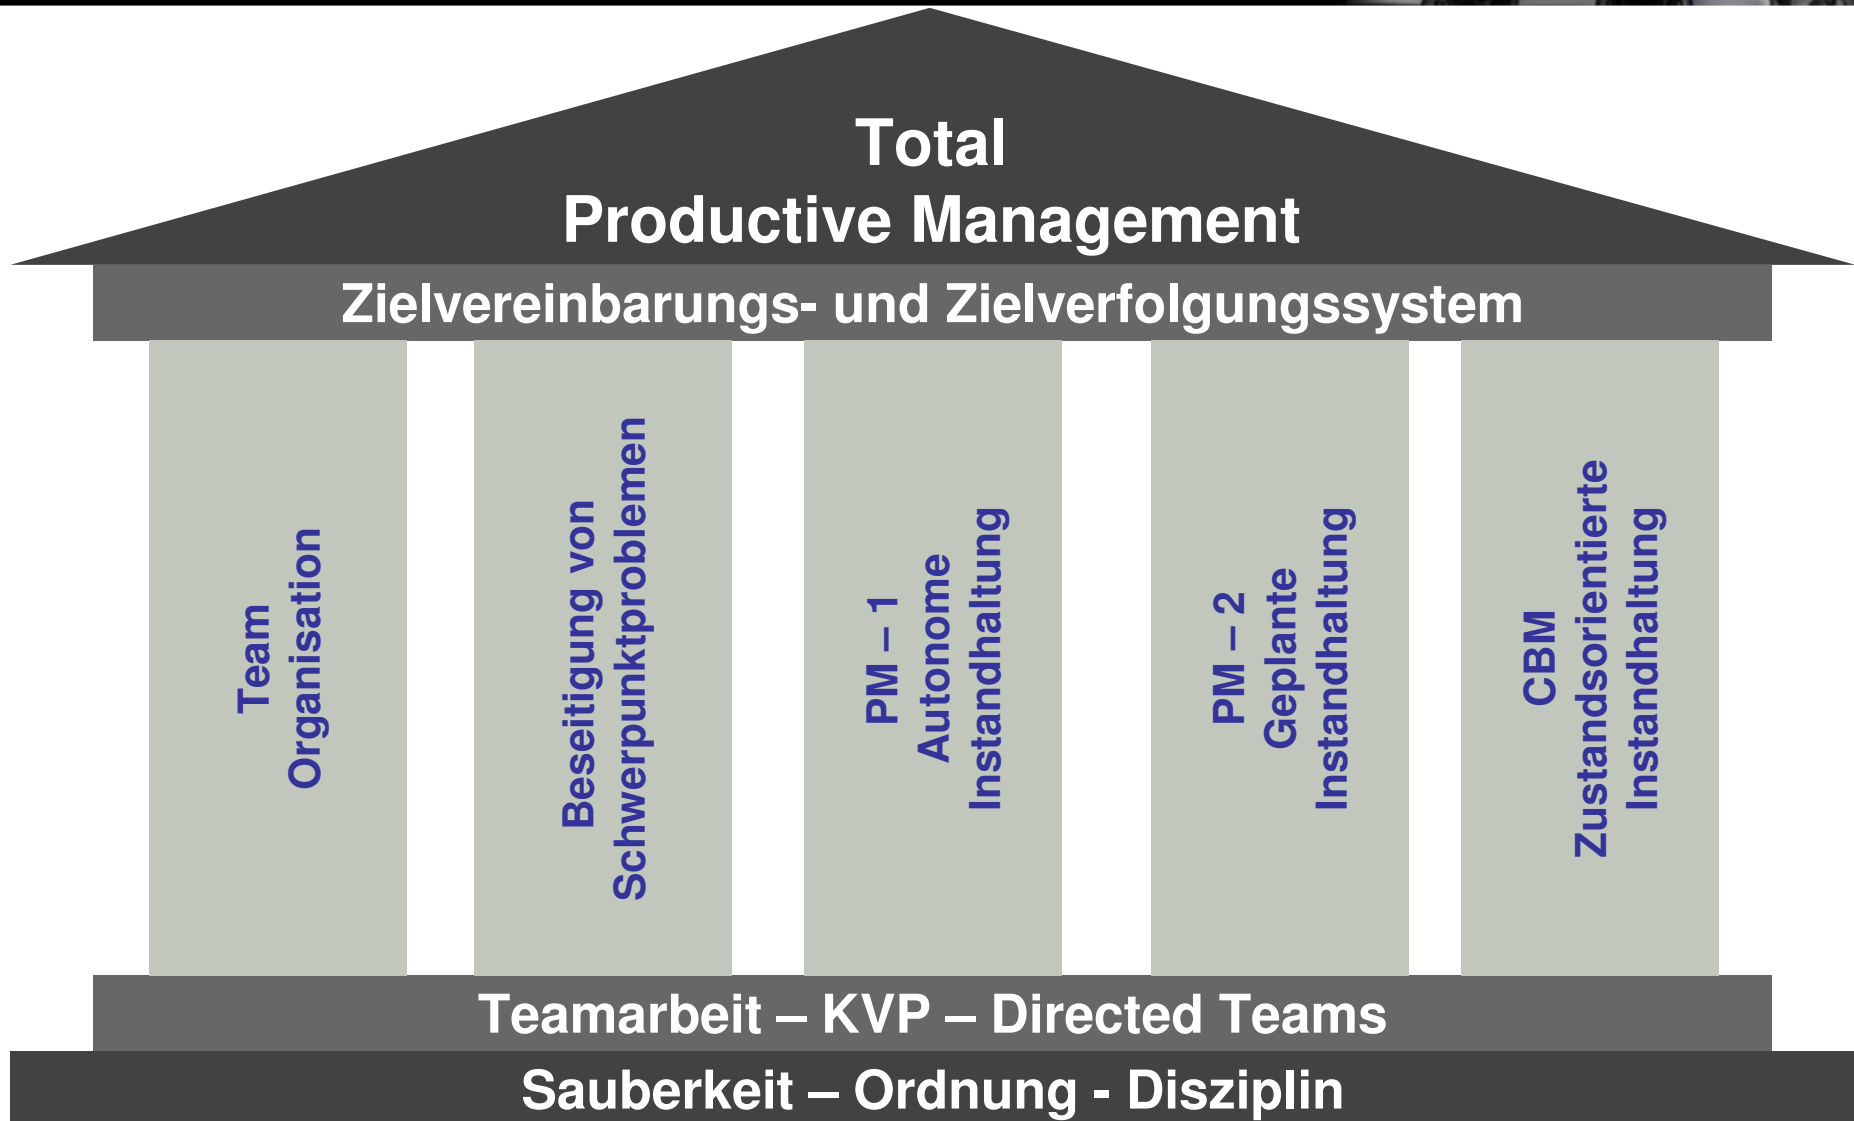 Total
Productive Management
Zielvereinbarungs- und Zielverfolgungssystem
Team
Organisation
Beseitigung von
Schwerpunktproblemen
PM – 1
Autonome
Instandhaltung
PM – 2
Geplante
Instandhaltung
CBM
Zustandsorientierte
Instandhaltung
Teamarbeit – KVP – Directed Teams
Sauberkeit – Ordnung - Disziplin